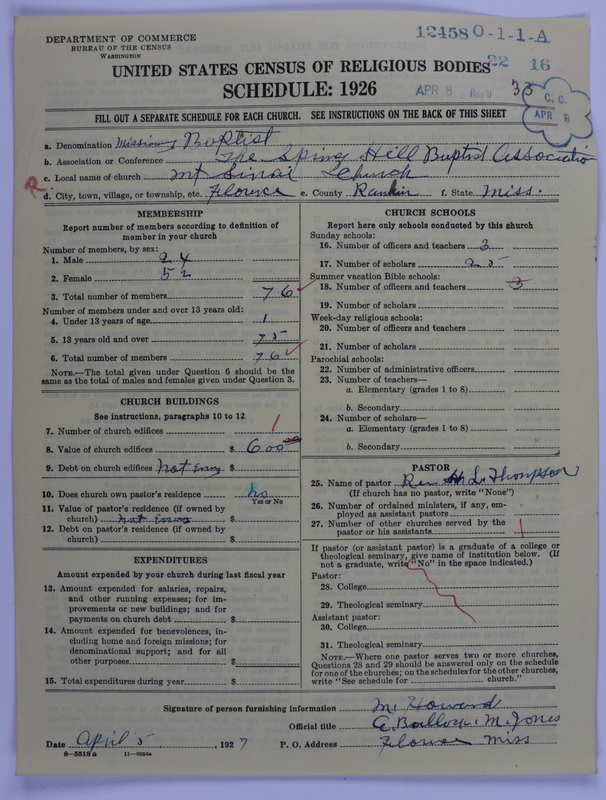 DEPARTMENT OF COMMERCE
BUREAU OF THE CENSUS
WASHINGTON
12458 0-1-1-A
22 16
UNITED STATES CENSUS OF RELIGIOUS BODIES
SCHEDULE: 1926
APR 8
33
C. C.
APR 8
FILL OUT A SEPARATE SCHEDULE FOR EACH CHURCH. SEE INSTRUCTIONS ON THE BACK OF THIS SHEET
a. Denomination Missionary Baptist
b. Association or Conference The Spring Hill Baptist Association
c. Local name of church Mt Sinai Church
R.
d. City, town, village, or township, etc. Florence e. County Rankin f. State Miss.
MEMBERSHIP
Report number of members according to definition of member in your church
Number of members, by sex:
1. Male 24
2. Female 52
3. Total number of members 76
Number of members under and over 13 years old:
4. Under 13 years of age 1
5. 13 years old and over 75
6. Total number of members 76
NOTE.—The total given under Question 6 should be the same as the total of males and females given under Question 3.
CHURCH BUILDINGS
See instructions, paragraphs 10 to 12
7. Number of church edifices 1
8. Value of church edifices $ 600
9. Debt on church edifices not Eny $
10. Does church own pastor's residence no
Yes or No
11. Value of pastor's residence (if owned by church) $
12. Debt on pastor's residence (if owned by church) $
EXPENDITURES
Amount expended by your church during last fiscal year
13. Amount expended for salaries, repairs, and other running expenses; for improvements or new buildings; and for payments on church debt $
14. Amount expended for benevolences, including home and foreign missions; for denominational support; and for all other purposes $
15. Total expenditures during year $
CHURCH SCHOOLS
Report here only schools conducted by this church
Sunday schools:
16. Number of officers and teachers 3
17. Number of scholars 25
Summer vacation Bible schools:
18. Number of officers and teachers 3
19. Number of scholars
Week-day religious schools:
20. Number of officers and teachers
21. Number of scholars
Parochial schools:
22. Number of administrative officers
23. Number of teachers—
a. Elementary (grades 1 to 8)
b. Secondary
24. Number of scholars—
a. Elementary (grades 1 to 8)
b. Secondary
PASTOR
25. Name of pastor Rev H L Thompson
(If church has no pastor, write "None")
26. Number of ordained ministers, if any, employed as assistant pastors
27. Number of other churches served by the pastor or his assistants 1
If pastor (or assistant pastor) is a graduate of a college or theological seminary, give name of institution below. (If not a graduate, write "No" in the space indicated.)
Pastor:
28. College
29. Theological seminary
Assistant pastor:
30. College
31. Theological seminary
NOTE.—Where one pastor serves two or more churches, Questions 28 and 29 should be answered only on the schedule for one of the churches; on the schedules for the other churches, write "See schedule for church."
Signature of person furnishing information M. Howard
Official title M. Jones
Date April 5, 1927 P. O. Address Miss
8—5518 a